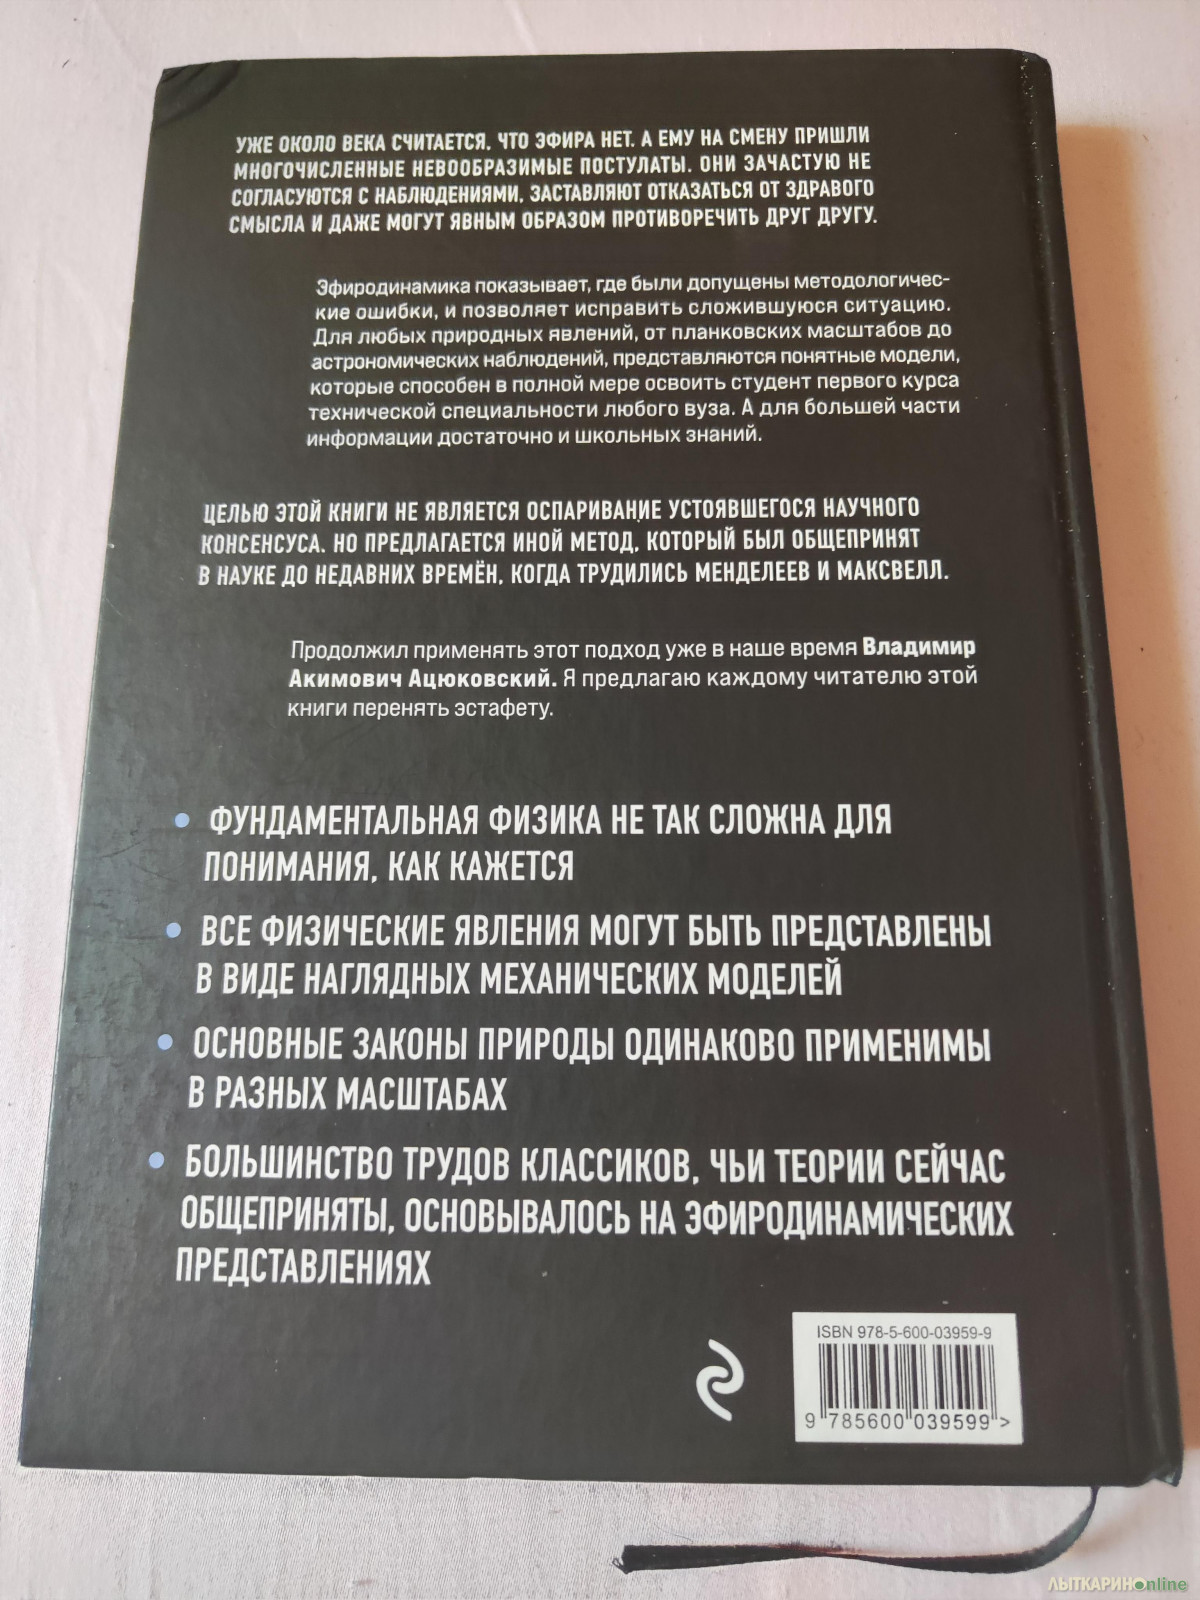 УЖЕ ОКОЛО ВЕКА СЧИТАЕТСЯ, ЧТО ЭФИРА НЕТ. А ЕМУ НА СМЕНУ ПРИШЛИ
МНОГОЧИСЛЕННЫЕ НЕВООБРАЗИМЫЕ ПОСТУЛАТЫ. ОНИ ЗАЧАСТУЮ НЕ
СОГЛАСУЮТСЯ С НАБЛЮДЕНИЯМИ, ЗАСТАВЛЯЮТ ОТКАЗАТЬСЯ ОТ ЗДРАВОГО
СМЫСЛА И ДАЖЕ МОГУТ ЯВНЫМ ОБРАЗОМ ПРОТИВОРЕЧИТЬ ДРУГ ДРУГУ.
Эфиродинамика показывает, где были допущены методологичес-
кие ошибки, и позволяет исправить сложившуюся ситуацию.
Для любых природных явлений, от планковских масштабов до
астрономических наблюдений, представляются понятные модели,
которые способен в полной мере освоить студент первого курса
технической специальности любого вуза. А для большей части
информации достаточно и школьных знаний.
ЦЕЛЬЮ ЭТОЙ КНИГИ НЕ ЯВЛЯЕТСЯ ОСПАРИВАНИЕ УСТОЯВШЕГОСЯ НАУЧНОГО
КОНСЕНСУСА. НО ПРЕДЛАГАЕТСЯ ИНОЙ МЕТОД, КОТОРЫЙ БЫЛ ОБЩЕПРИНЯТ
В НАУКЕ ДО НЕДАВНИХ ВРЕМЁН, КОГДА ТРУДИЛИСЬ МЕНДЕЛЕЕВ И МАКСВЕЛЛ.
Продолжил применять этот подход уже в наше время Владимир
Акимович Ацюковский. Я предлагаю каждому читателю этой
книги перенять эстафету.
• ФУНДАМЕНТАЛЬНАЯ ФИЗИКА НЕ ТАК СЛОЖНА ДЛЯ
ПОНИМАНИЯ, КАК КАЖЕТСЯ
• ВСЕ ФИЗИЧЕСКИЕ ЯВЛЕНИЯ МОГУТ БЫТЬ ПРЕДСТАВЛЕНЫ
В ВИДЕ НАГЛЯДНЫХ МЕХАНИЧЕСКИХ МОДЕЛЕЙ
• ОСНОВНЫЕ ЗАКОНЫ ПРИРОДЫ ОДИНАКОВО ПРИМЕНИМЫ
В РАЗНЫХ МАСШТАБАХ
• БОЛЬШИНСТВО ТРУДОВ КЛАССИКОВ, ЧЬИ ТЕОРИИ СЕЙЧАС
ОБЩЕПРИНЯТЫ, ОСНОВЫВАЛОСЬ НА ЭФИРОДИНАМИЧЕСКИХ
ПРЕДСТАВЛЕНИЯХ
ISBN 978-5-600-03959-9
9 785600 039599 >
ЛЫТКАРИНОnline